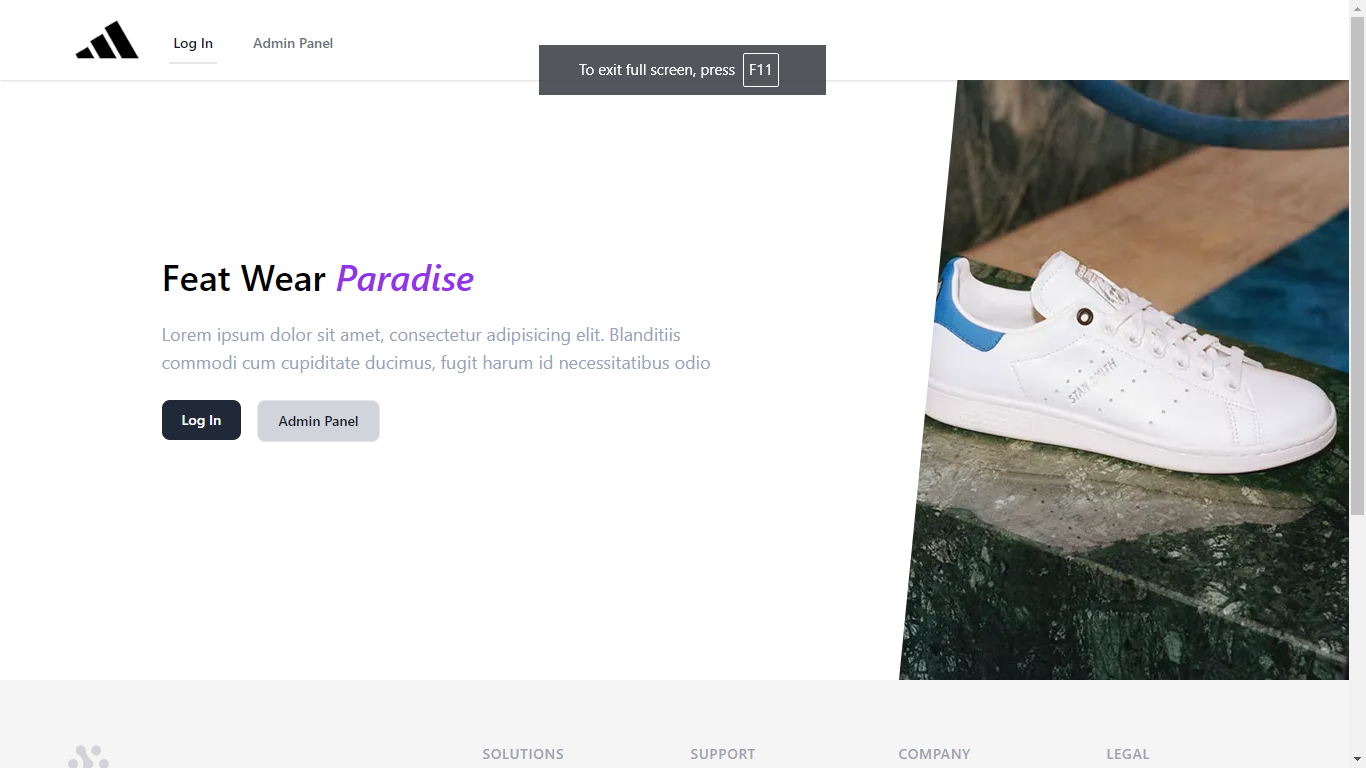 Log In
Admin Panel
To exit full screen, press F11
Feat Wear Paradise
Lorem ipsum dolor sit amet, consectetur adipisicing elit. Blanditiis
commodi cum cupiditate ducimus, fugit harum id necessitatibus odio
Log In
Admin Panel
STAN SMITH
SOLUTIONS
SUPPORT
COMPANY
LEGAL